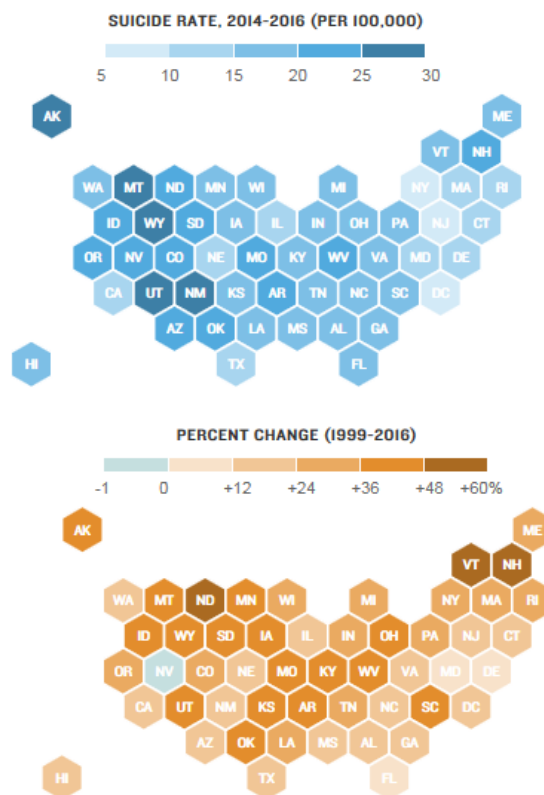 SUICIDE RATE, 2014-2016 (PER 100,000)
5 10 15 20 25 30
AK ME
VT NH
WA MT ND MN WI MI NY MA RI
ID WY SD IA IL IN OH PA NJ CT
OR NV CO NE MO KY WV VA MD DE
CA UT NM KS AR TN NC SC DC
AZ OK LA MS AL GA
HI TX FL
PERCENT CHANGE (1999-2016)
-1 0 +12 +24 +36 +48 +60%
AK ME
VT NH
WA MT ND MN WI MI NY MA RI
ID WY SD IA IL IN OH PA NJ CT
OR NV CO NE MO KY WV VA MD DE
CA UT NM KS AR TN NC SC DC
AZ OK LA MS AL GA
HI TX FL